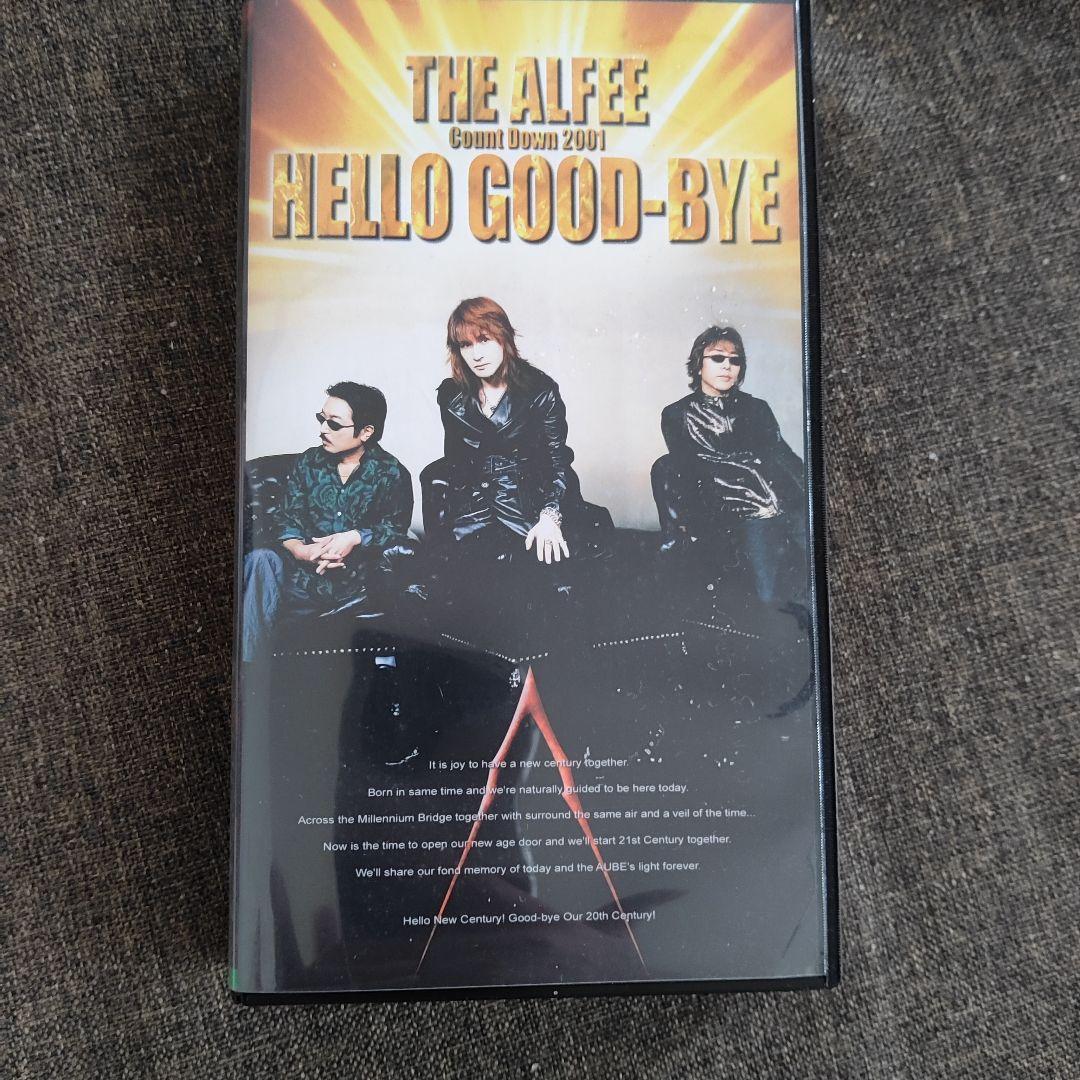 THE ALFEE
Count Down 2001
HELLO GOOD-BYE
It is joy to have a new century together.
Born in same time and we're naturally guided to be here today.
Across the Millennium Bridge together with surround the same air and a veil of the time...
Now is the time to open our new age door and we'll start 21st Century together.
We'll share our fond memory of today and the AUBE's light forever.
Hello New Century! Good-bye Our 20th Century!